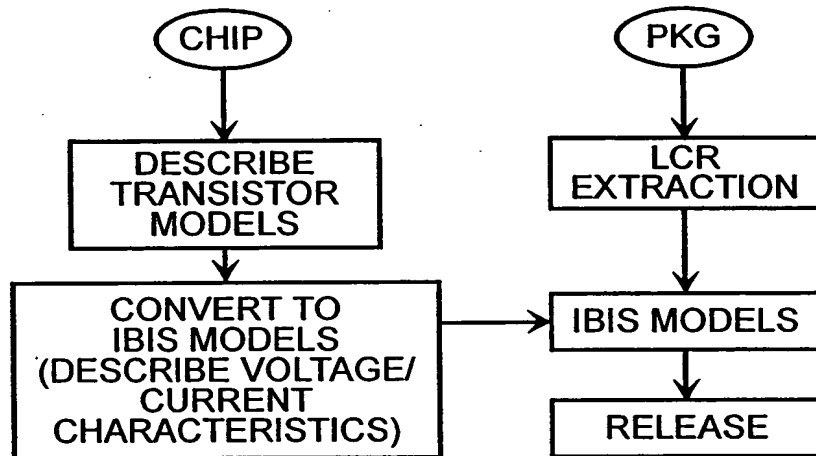 CHIP
DESCRIBE
TRANSISTOR
MODELS
CONVERT TO
IBIS MODELS
(DESCRIBE VOLTAGE/
CURRENT
CHARACTERISTICS)
PKG
LCR
EXTRACTION
IBIS MODELS
RELEASE